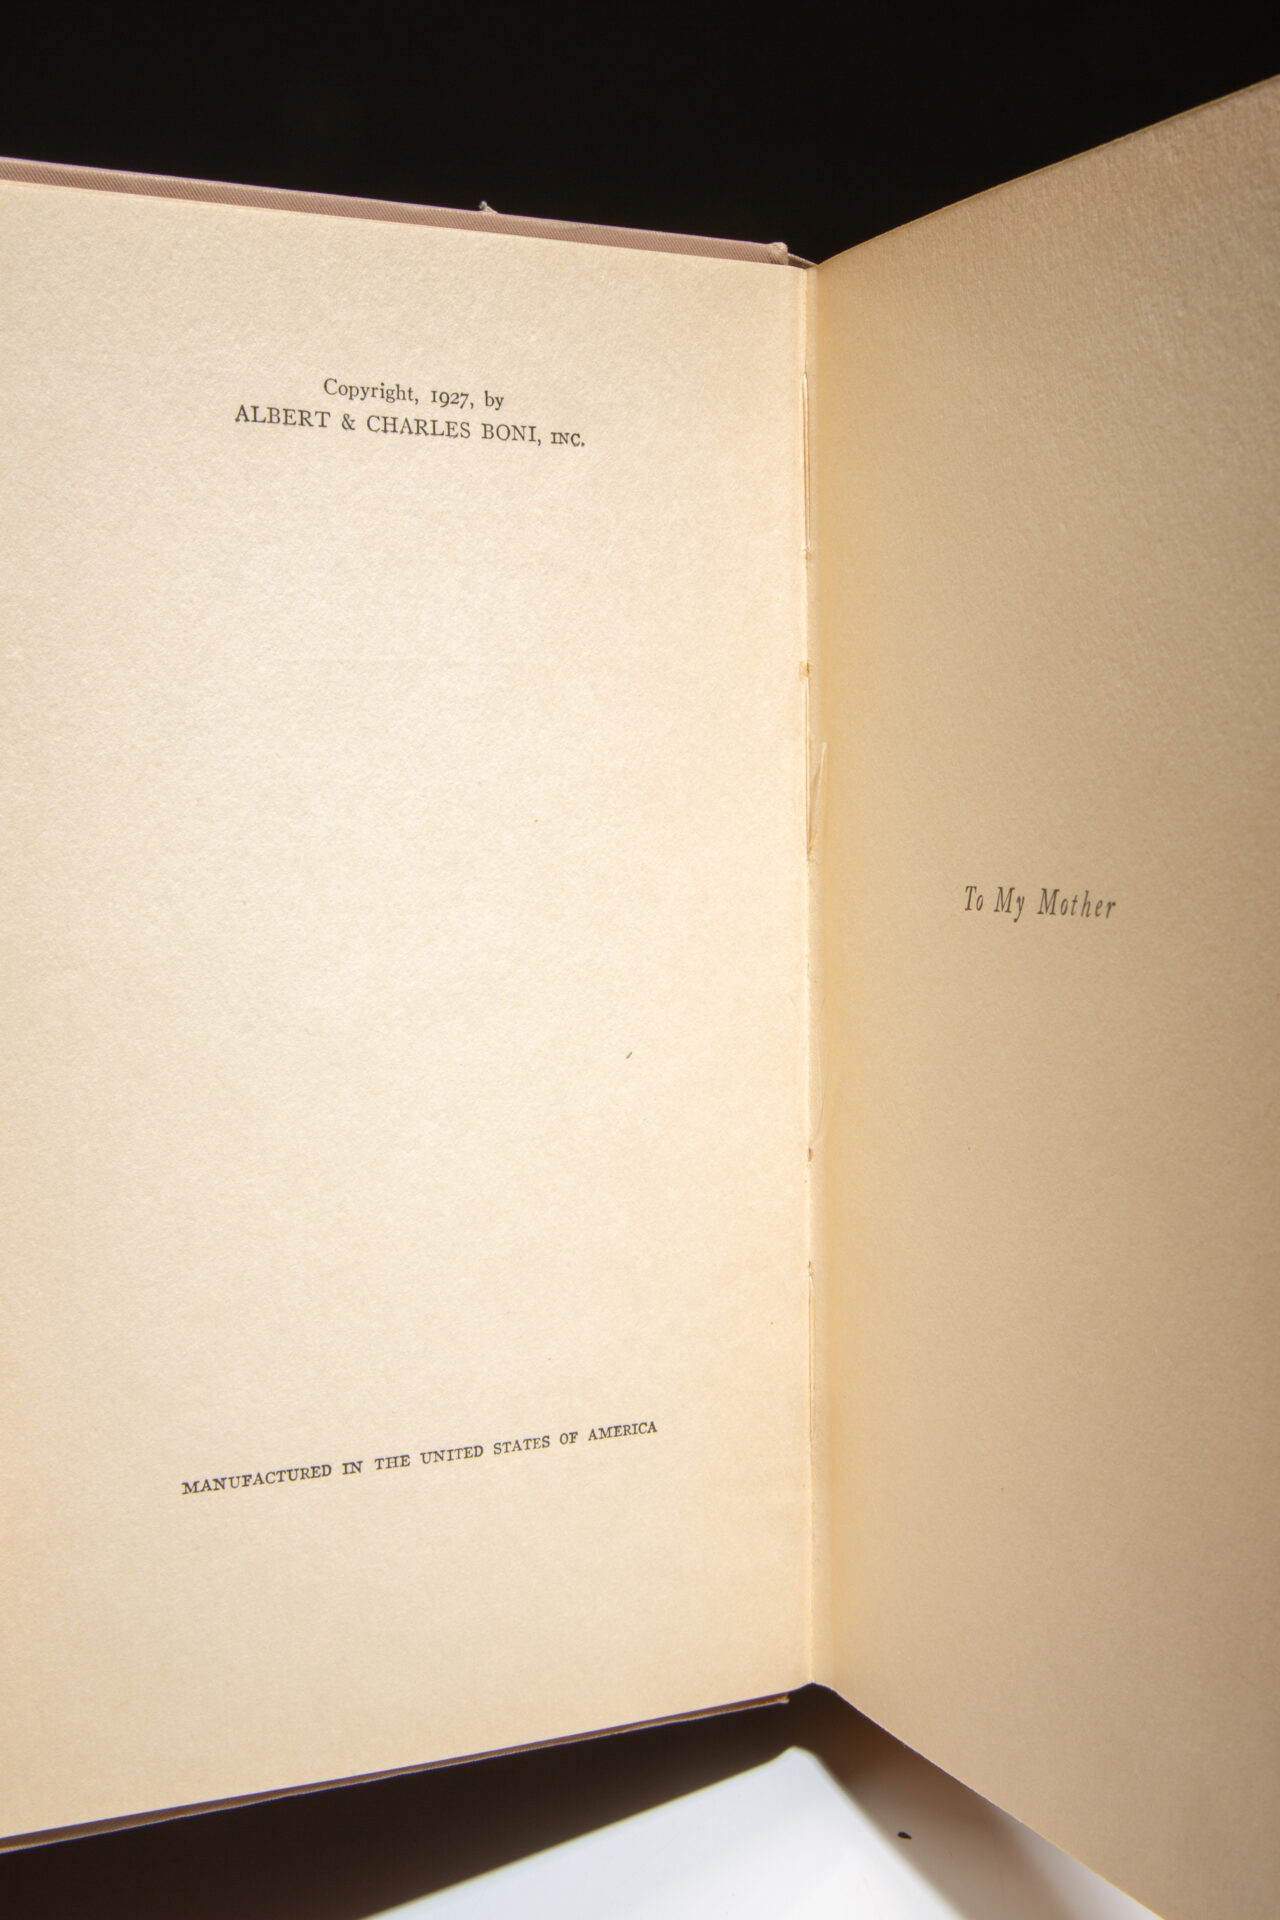 Copyright, 1927, by
ALBERT & CHARLES BONI, INC.
MANUFACTURED IN THE UNITED STATES OF AMERICA
To My Mother